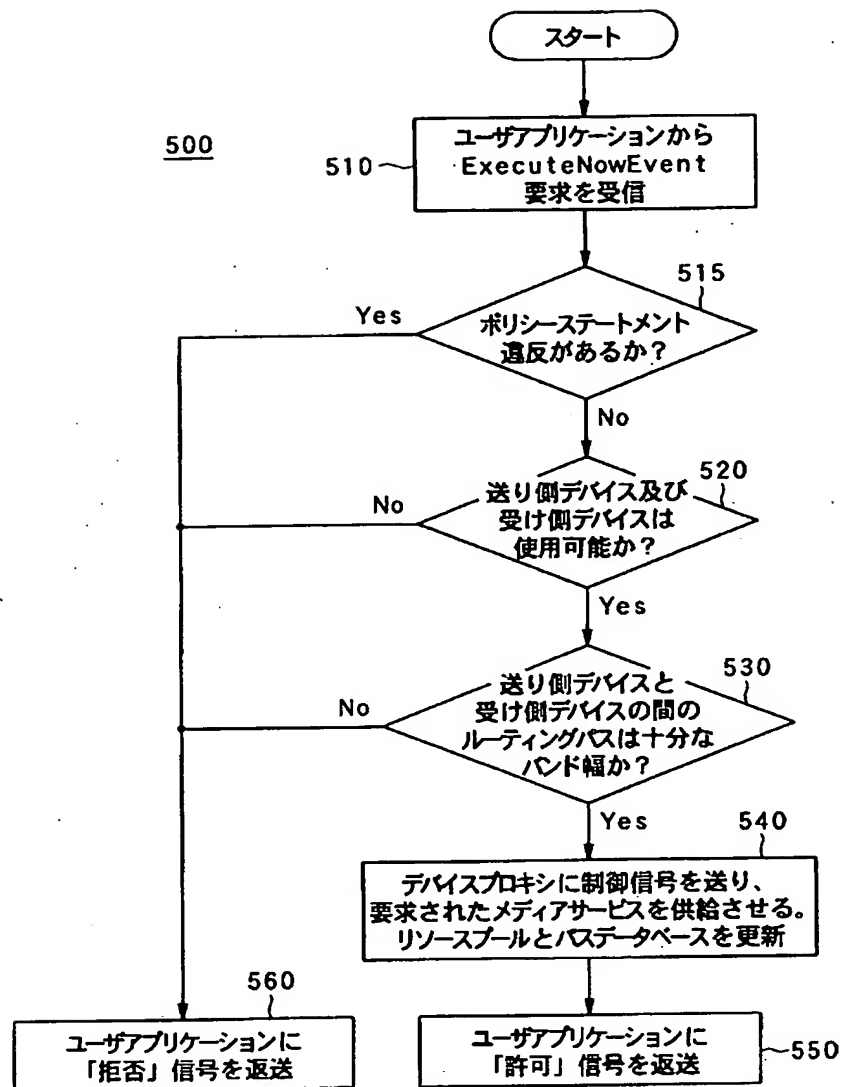 スタート
500
510
ユーザアプリケーションから
ExecuteNowEvent
要求を受信
515
Yes
ポリシーステートメント
違反があるか?
No
520
No
送り側デバイス及び
受け側デバイスは
使用可能か?
Yes
530
No
送り側デバイスと
受け側デバイスの間の
ルーティングパスは十分な
バンド幅か?
Yes
540
デバイスプロキシに制御信号を送り、
要求されたメディアサービスを供給させる。
リソースプールとパスデータベースを更新
560
ユーザアプリケーションに
「拒否」信号を返送
ユーザアプリケーションに
「許可」信号を返送
550